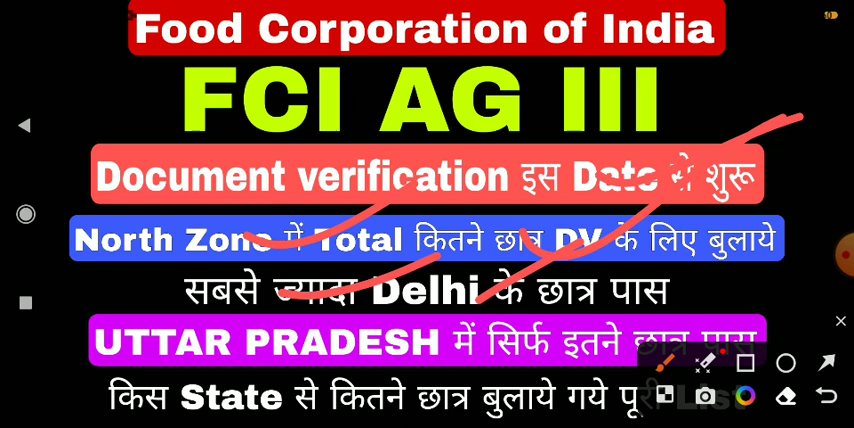 Food Corporation of India
FCI AG III
Document verification इस Date से शुरू
North Zone में Total कितने छात्र DV के लिए बुलाये
सबसे ज्यादा Delhi के छात्र पास
UTTAR PRADESH में सिर्फ इतने छात्र पास
किस State से कितने छात्र बुलाये गये पूरी List